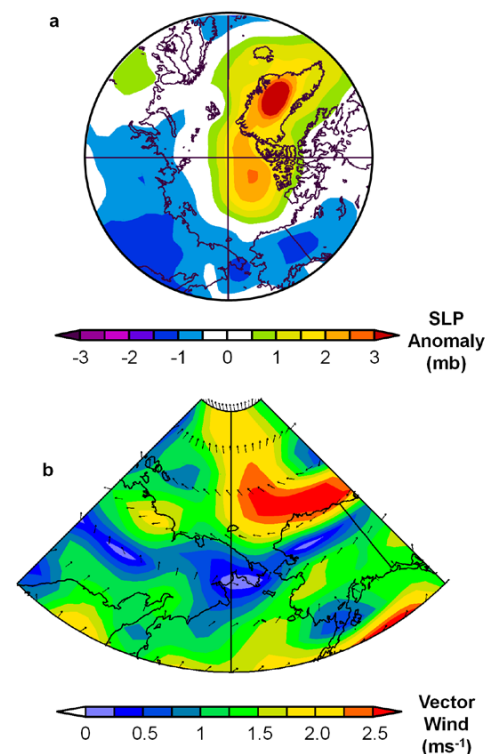 a
SLP
Anomaly
(mb)
-3 -2 -1 0 1 2 3
b
Vector
Wind
(ms-1)
0 0.5 1 1.5 2.0 2.5